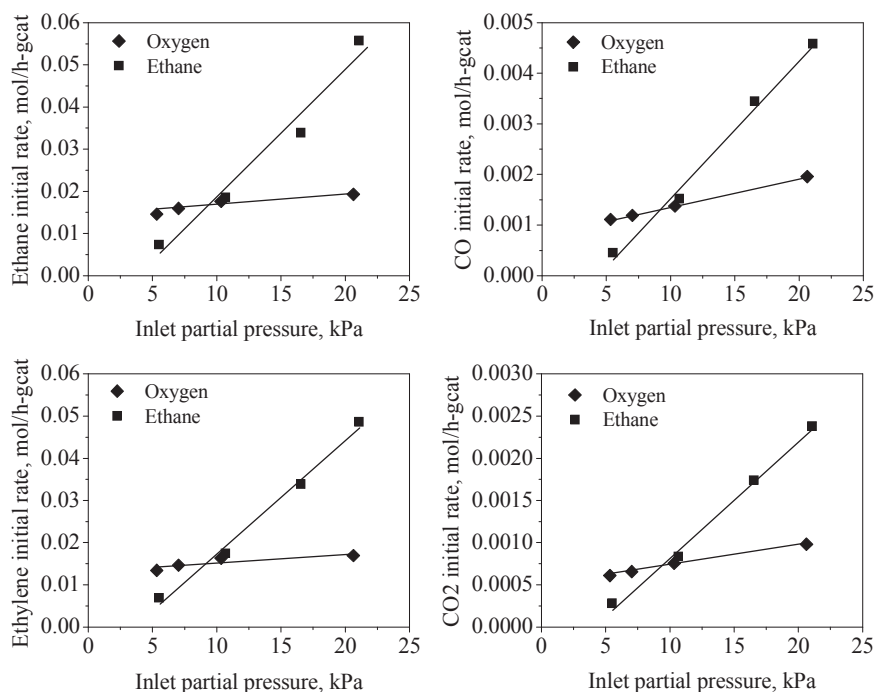 Ethane initial rate, mol/h-gcat
0.06
0.05
0.04
0.03
0.02
0.01
0.00
Oxygen
Ethane
0 5 10 15 20 25
Inlet partial pressure, kPa
CO initial rate, mol/h-gcat
0.005
0.004
0.003
0.002
0.001
0.000
Oxygen
Ethane
0 5 10 15 20 25
Inlet partial pressure, kPa
Ethylene initial rate, mol/h-gcat
0.06
0.05
0.04
0.03
0.02
0.01
0.00
Oxygen
Ethane
0 5 10 15 20 25
Inlet partial pressure, kPa
CO2 initial rate, mol/h-gcat
0.0030
0.0025
0.0020
0.0015
0.0010
0.0005
0.0000
Oxygen
Ethane
0 5 10 15 20 25
Inlet partial pressure, kPa